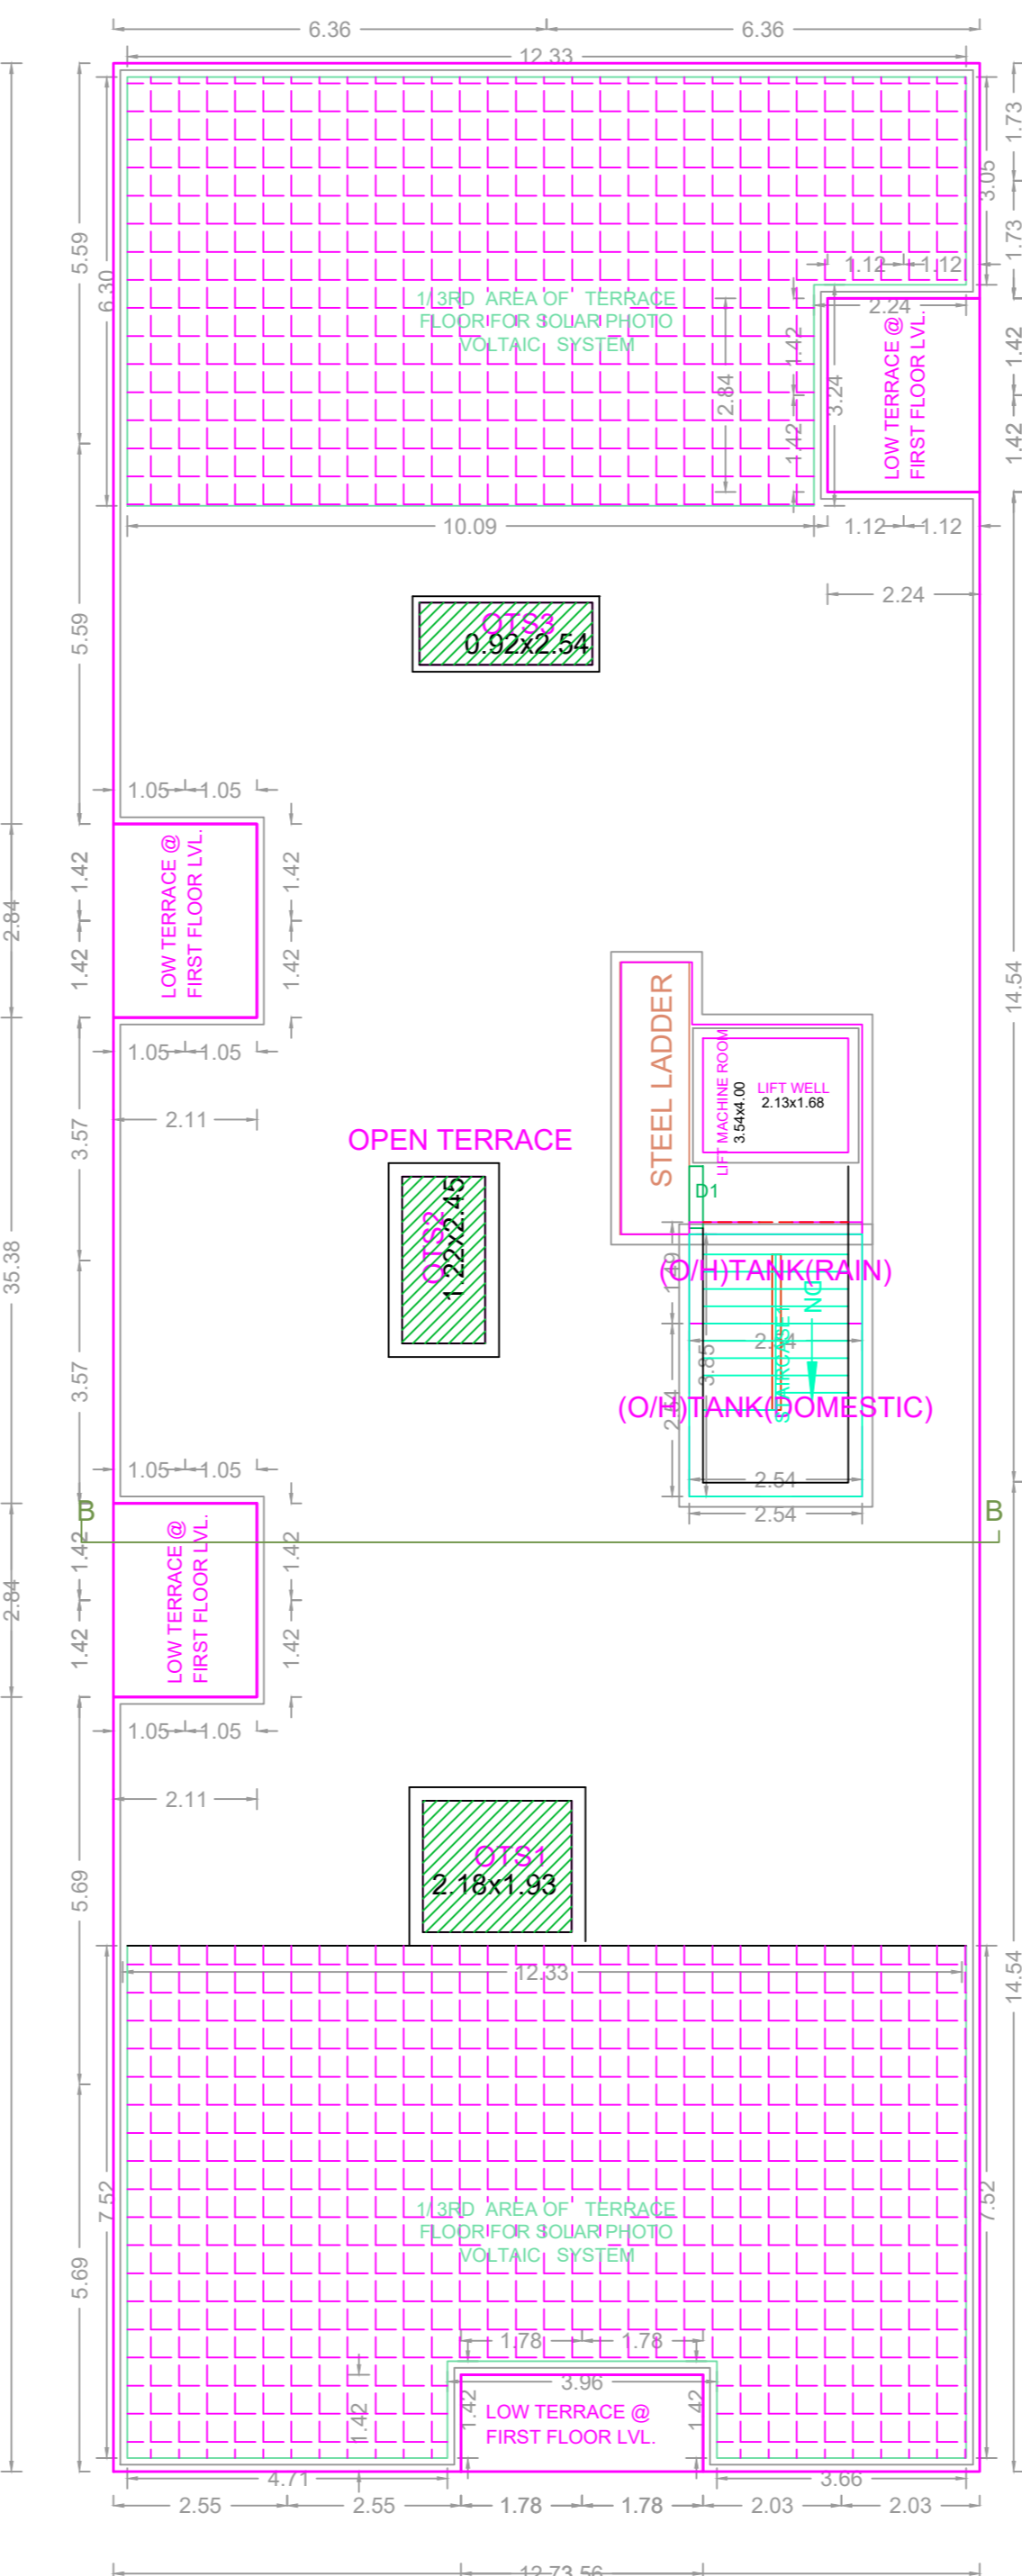 6.36
6.36
12.33
1.73
3.05
1.73
5.59
6.30
1.12
1.12
2.24
1/3RD AREA OF TERRACE
FLOOR FOR SOLAR PHOTO
VOLTAIC SYSTEM
1.42
2.84
3.24
1.42
LOW TERRACE @
FIRST FLOOR LVL.
1.42
1.42
10.09
1.12
1.12
2.24
5.59
OTS3
0.92x2.54
1.05
1.05
1.42
2.84
1.42
LOW TERRACE @
FIRST FLOOR LVL.
1.42
1.42
14.54
1.05
1.05
2.11
3.57
STEEL LADDER
LIFT MACHINE ROOM
3.54x4.00
LIFT WELL
2.13x1.68
OPEN TERRACE
D1
OTS2
1.22x2.45
35.38
1.49
(O/H)TANK(RAIN)
2.54
3.85
STAIRCASE1
NG
3.57
2.54
(O/H)TANK(DOMESTIC)
1.05
1.05
2.54
2.54
B
B
1.42
2.84
1.42
LOW TERRACE @
FIRST FLOOR LVL.
1.42
1.42
1.05
1.05
2.11
5.69
OTS1
2.18x1.93
12.33
14.54
7.52
7.52
1/3RD AREA OF TERRACE
FLOOR FOR SOLAR PHOTO
VOLTAIC SYSTEM
5.69
1.78
1.78
3.96
1.42
1.42
1.42
LOW TERRACE @
FIRST FLOOR LVL.
4.71
3.66
2.55
2.55
1.78
1.78
2.03
2.03